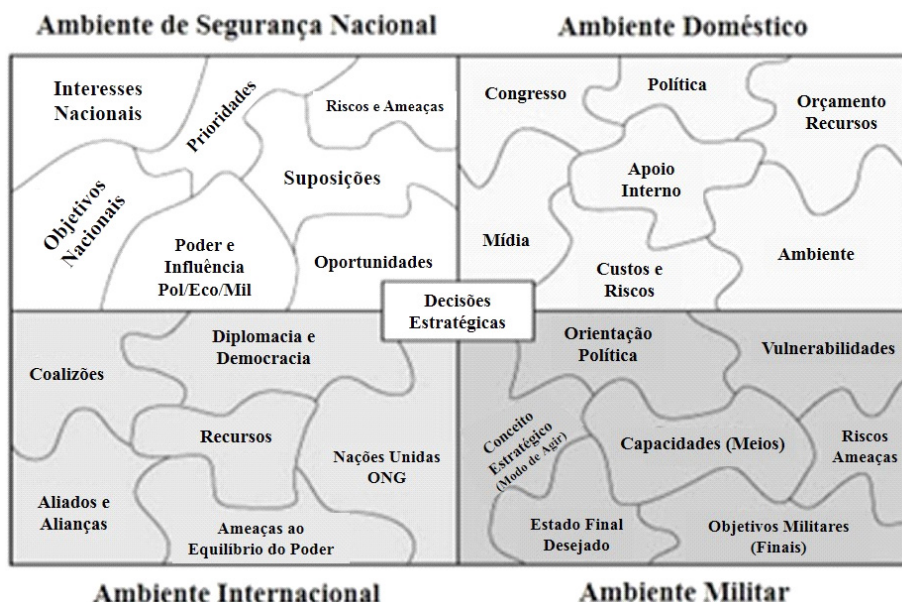 Ambiente de Segurança Nacional
Ambiente Doméstico
Interesses
Nacionais
Prioridades
Riscos e Ameaças
Suposições
Objetivos
Nacionais
Poder e
Influência
Pol/Eco/Mil
Oportunidades
Congresso
Política
Orçamento
Recursos
Apoio
Interno
Mídia
Custos e
Riscos
Ambiente
Decisões
Estratégicas
Diplomacia e
Democracia
Coalizões
Recursos
Nações Unidas
ONG
Aliados e
Alianças
Ameaças ao
Equilíbrio do Poder
Orientação
Política
Vulnerabilidades
Conceito
Estratégico
(Modo de Agir)
Capacidades (Meios)
Riscos
Ameaças
Estado Final
Desejado
Objetivos Militares
(Finais)
Ambiente Internacional
Ambiente Militar